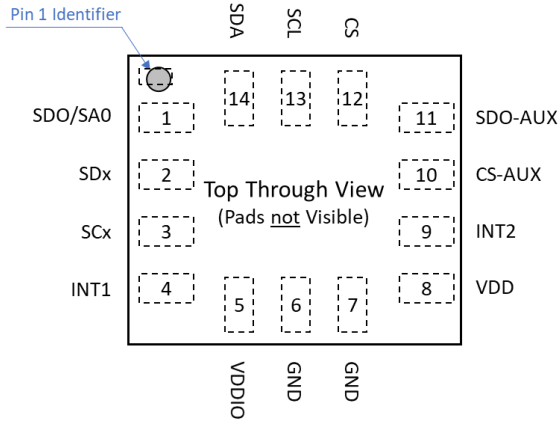 Pin 1 Identifier
SDA
SCL
CS
14
13
12
SDO/SA0
1
11
SDO-AUX
SDx
2
10
CS-AUX
Top Through View
(Pads not Visible)
SCx
3
9
INT2
INT1
4
8
VDD
5
6
7
VDDIO
GND
GND